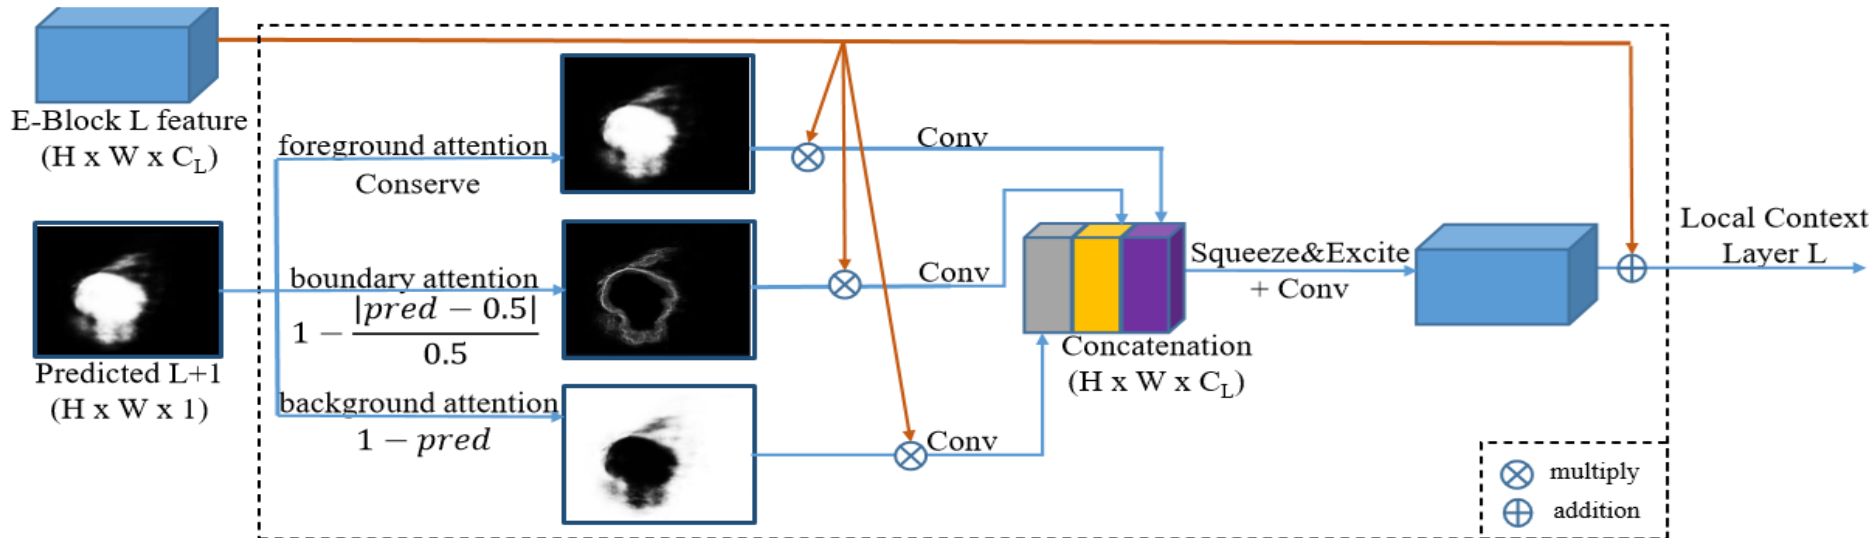 E-Block L feature
(H x W x C_L)
Predicted L+1
(H x W x 1)
foreground attention
Conserve
boundary attention
1 - |pred - 0.5| / 0.5
background attention
1 - pred
Conv
Conv
Conv
Concatenation
(H x W x C_L)
Squeeze&Excite
+ Conv
Local Context
Layer L
multiply
addition